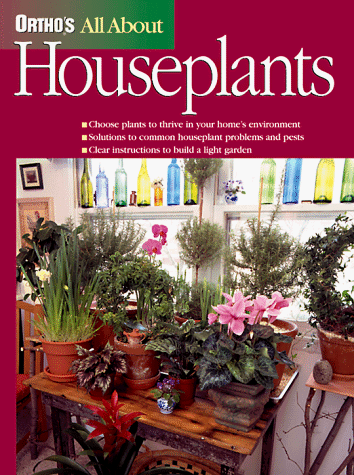 ORTHO'S All About
Houseplants
Choose plants to thrive in your home's environment
Solutions to common houseplant problems and pests
Clear instructions to build a light garden